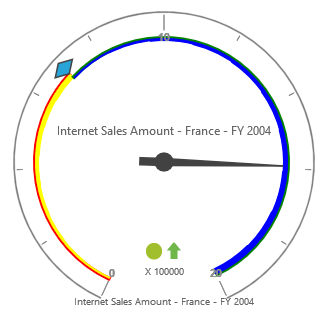 10
Internet Sales Amount - France - FY 2004
0
20
X 100000
Internet Sales Amount - France - FY 2004